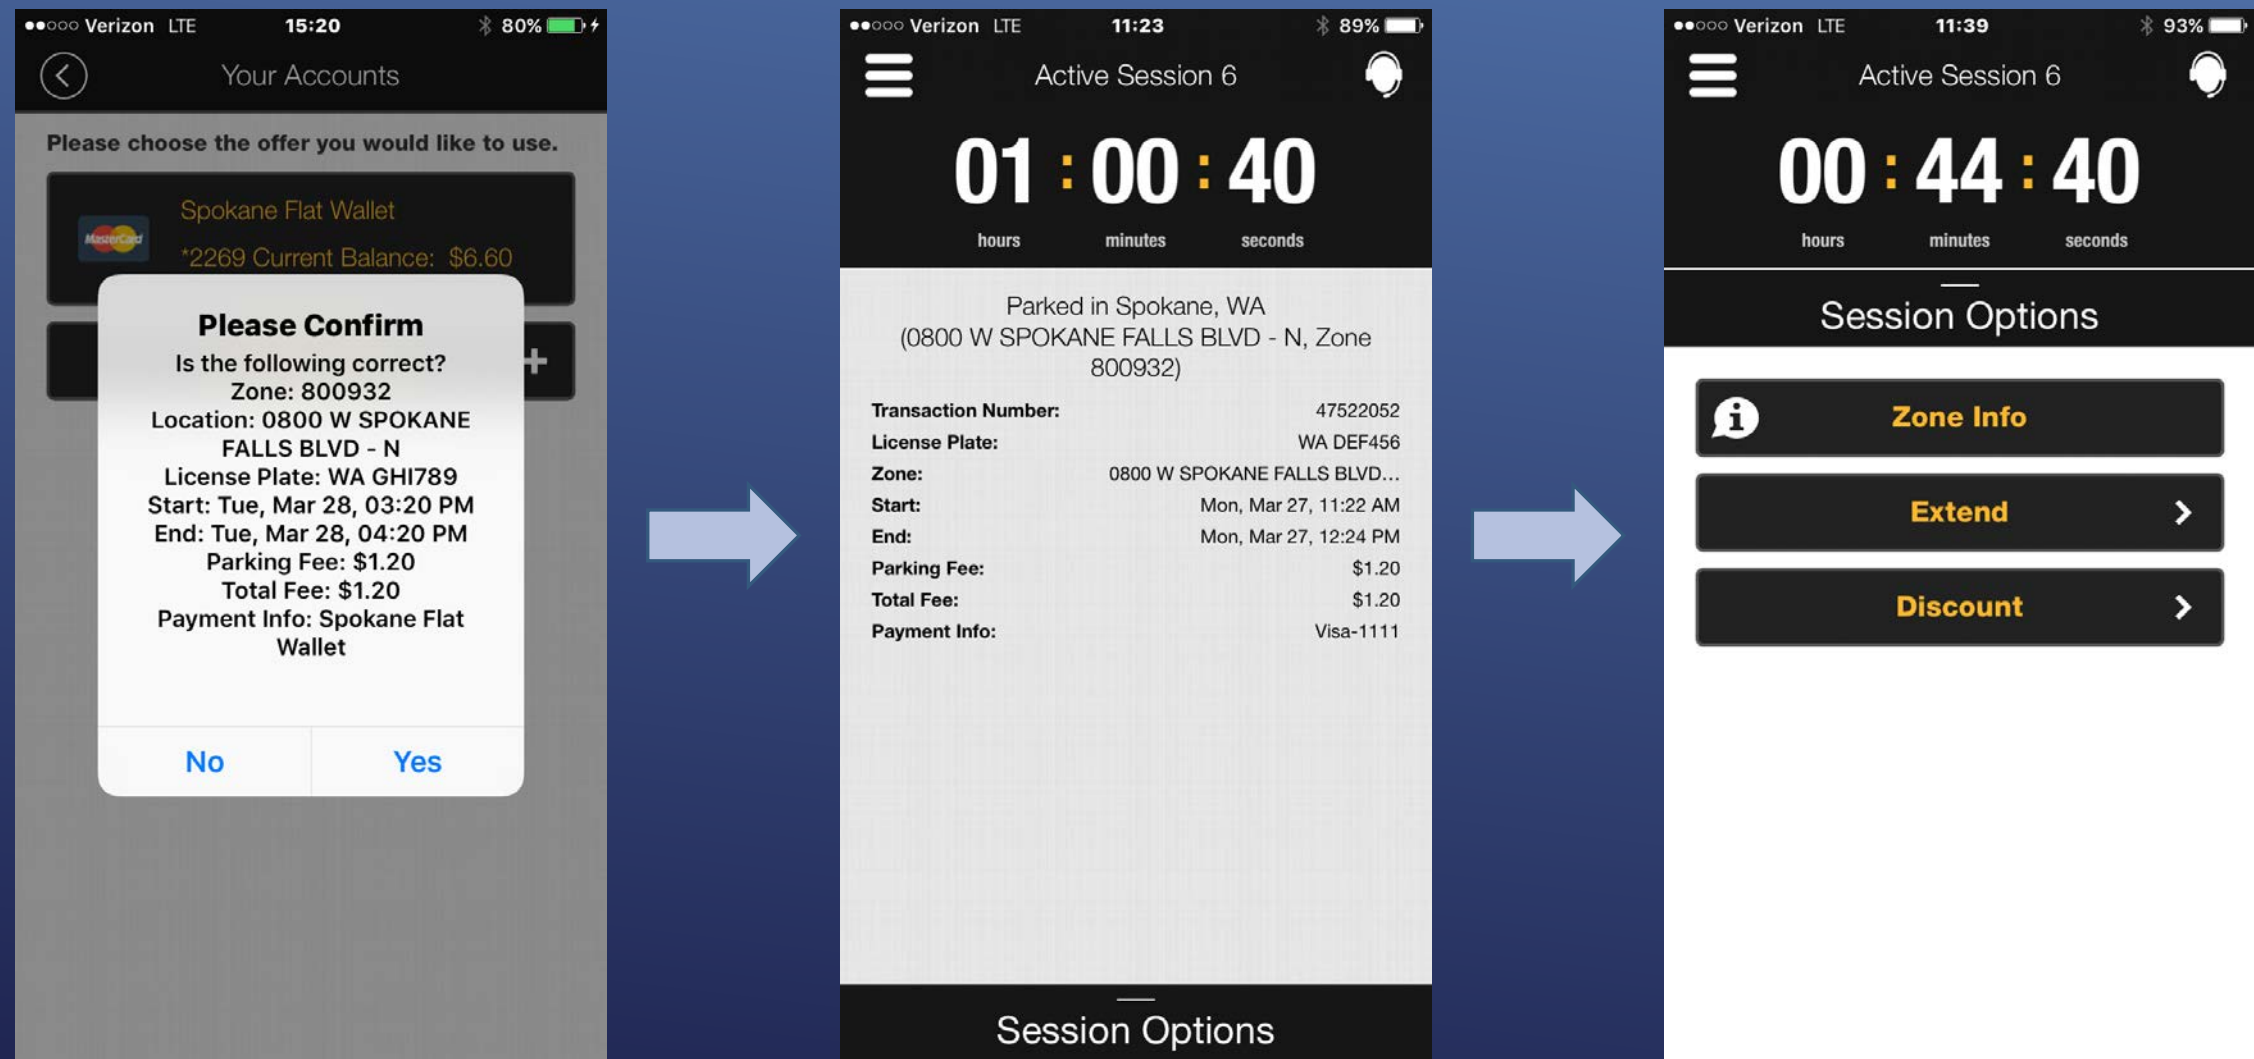 Verizon LTE 15:20 80%
Your Accounts
Please choose the offer you would like to use.
MasterCard
Spokane Flat Wallet
*2269 Current Balance: $6.60
+
Please Confirm
Is the following correct?
Zone: 800932
Location: 0800 W SPOKANE
FALLS BLVD - N
License Plate: WA GHI789
Start: Tue, Mar 28, 03:20 PM
End: Tue, Mar 28, 04:20 PM
Parking Fee: $1.20
Total Fee: $1.20
Payment Info: Spokane Flat
Wallet
No Yes
Verizon LTE 11:23 89%
Active Session 6
01 : 00 : 40
hours minutes seconds
Parked in Spokane, WA
(0800 W SPOKANE FALLS BLVD - N, Zone
800932)
Transaction Number: 47522052
License Plate: WA DEF456
Zone: 0800 W SPOKANE FALLS BLVD...
Start: Mon, Mar 27, 11:22 AM
End: Mon, Mar 27, 12:24 PM
Parking Fee: $1.20
Total Fee: $1.20
Payment Info: Visa-1111
Session Options
Verizon LTE 11:39 93%
Active Session 6
00 : 44 : 40
hours minutes seconds
Session Options
i Zone Info
Extend
Discount